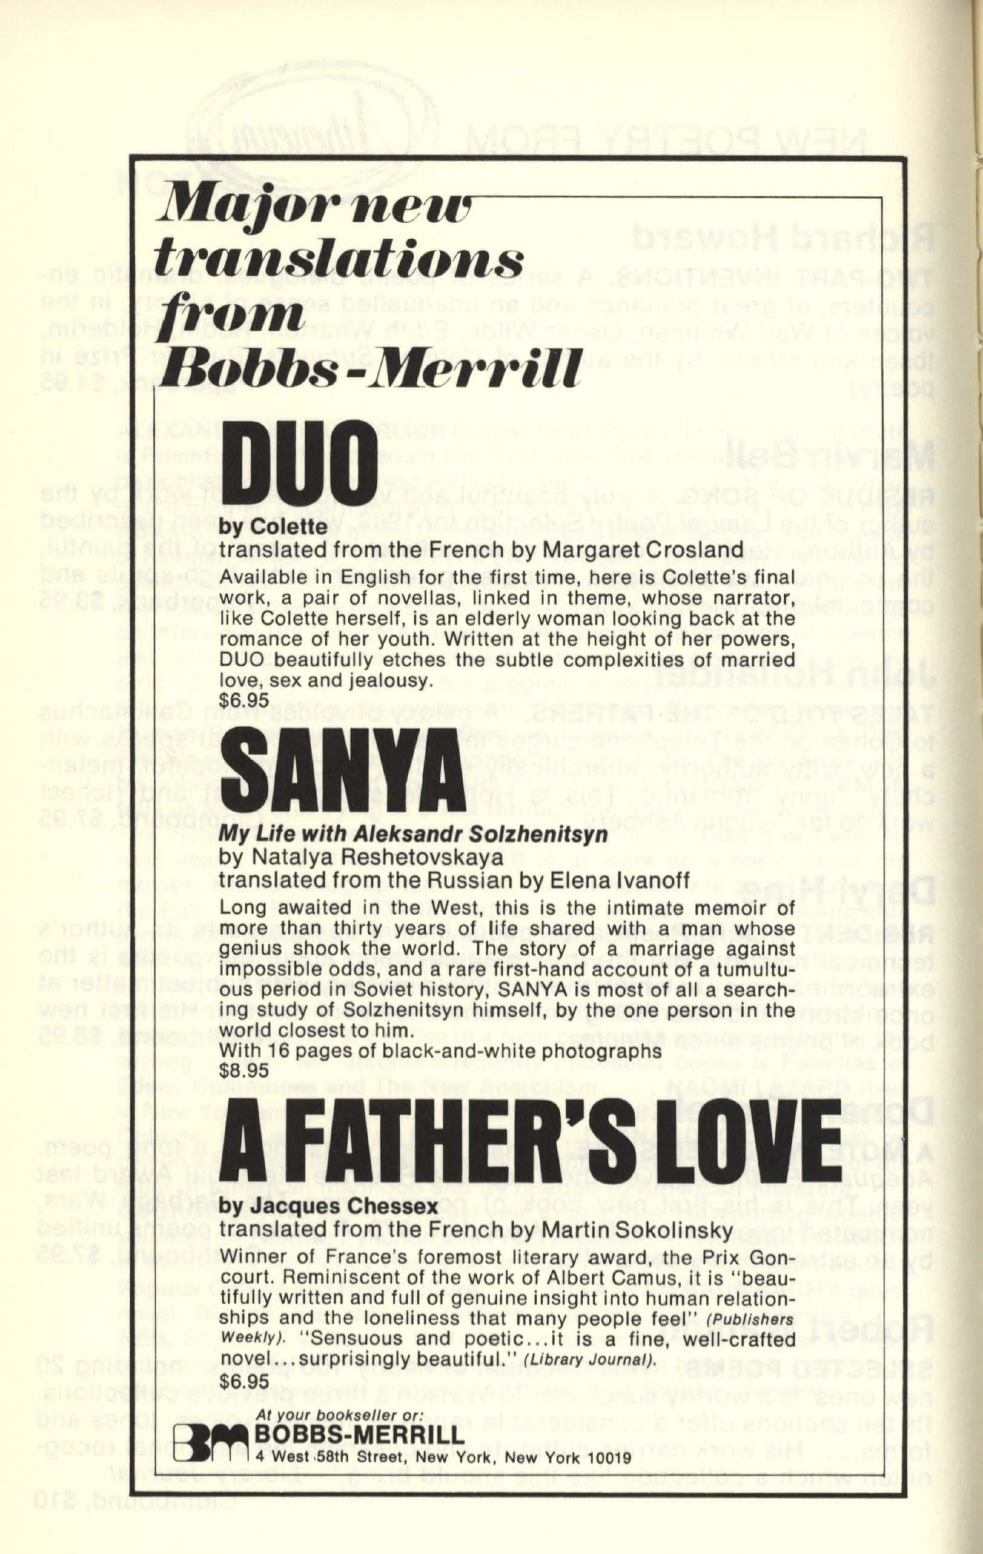 Major new
translations
from
Bobbs-Merrill
DUO
by Colette
translated from the French by Margaret Crosland
Available in English for the first time, here is Colette's final
work, a pair of novellas, linked in theme, whose narrator,
like Colette herself, is an elderly woman looking back at the
romance of her youth. Written at the height of her powers,
DUO beautifully etches the subtle complexities of married
love, sex and jealousy.
$6.95
SANYA
My Life with Aleksandr Solzhenitsyn
by Natalya Reshetovskaya
translated from the Russian by Elena Ivanoff
Long awaited in the West, this is the intimate memoir of
more than thirty years of life shared with a man whose
genius shook the world. The story of a marriage against
impossible odds, and a rare first-hand account of a tumultu-
ous period in Soviet history, SANYA is most of all a search-
ing study of Solzhenitsyn himself, by the one person in the
world closest to him.
With 16 pages of black-and-white photographs
$8.95
A FATHER'S LOVE
by Jacques Chessex
translated from the French by Martin Sokolinsky
Winner of France's foremost literary award, the Prix Gon-
court. Reminiscent of the work of Albert Camus, it is "beau-
tifully written and full of genuine insight into human relation-
ships and the loneliness that many people feel" (Publishers
Weekly). "Sensuous and poetic...it is a fine, well-crafted
novel...surprisingly beautiful." (Library Journal).
$6.95
At your bookseller or:
BM BOBBS-MERRILL
4 West 58th Street, New York, New York 10019